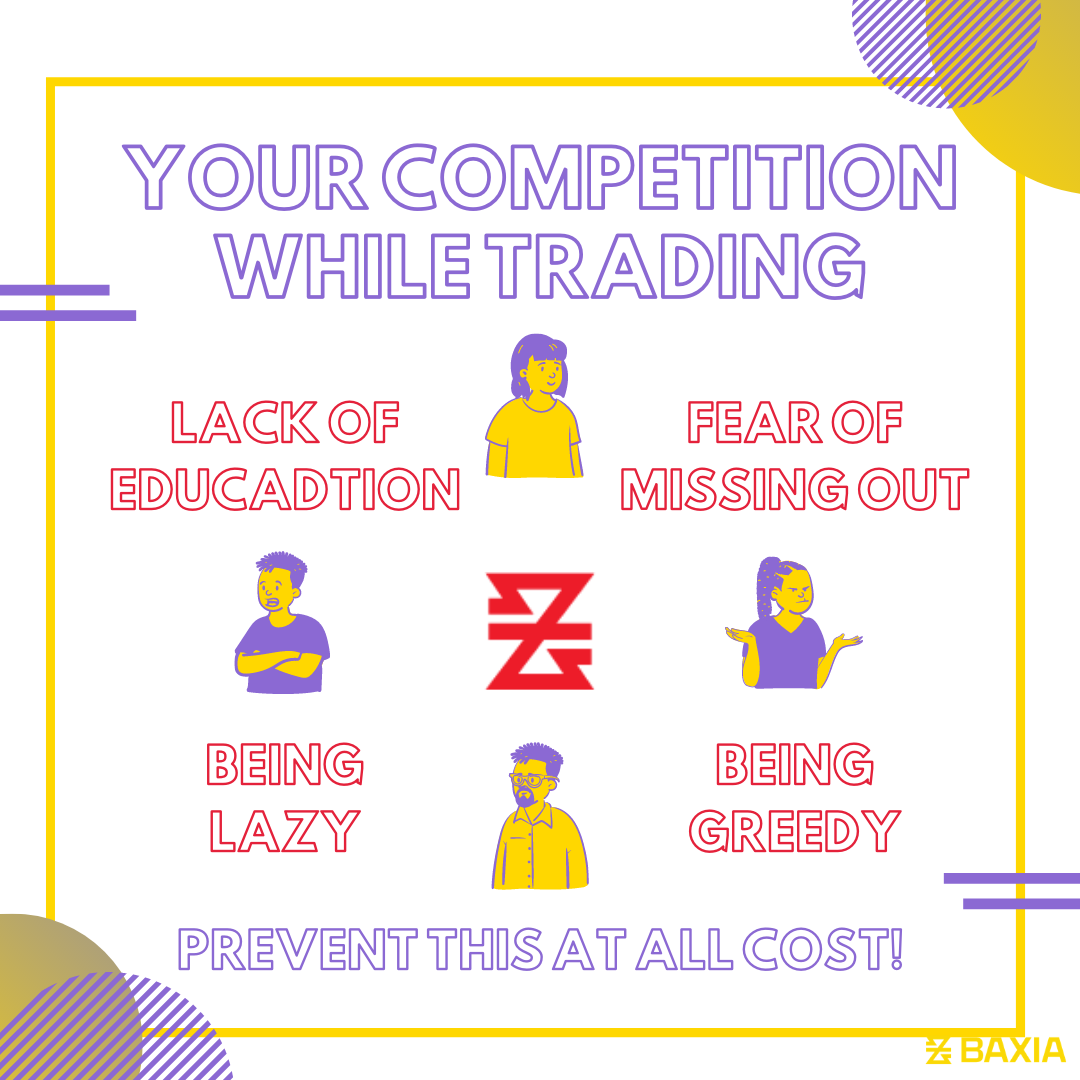 YOUR COMPETITION
WHILE TRADING
LACK OF
EDUCADTION
FEAR OF
MISSING OUT
BEING
LAZY
BEING
GREEDY
PREVENT THIS AT ALL COST!
BAXIA